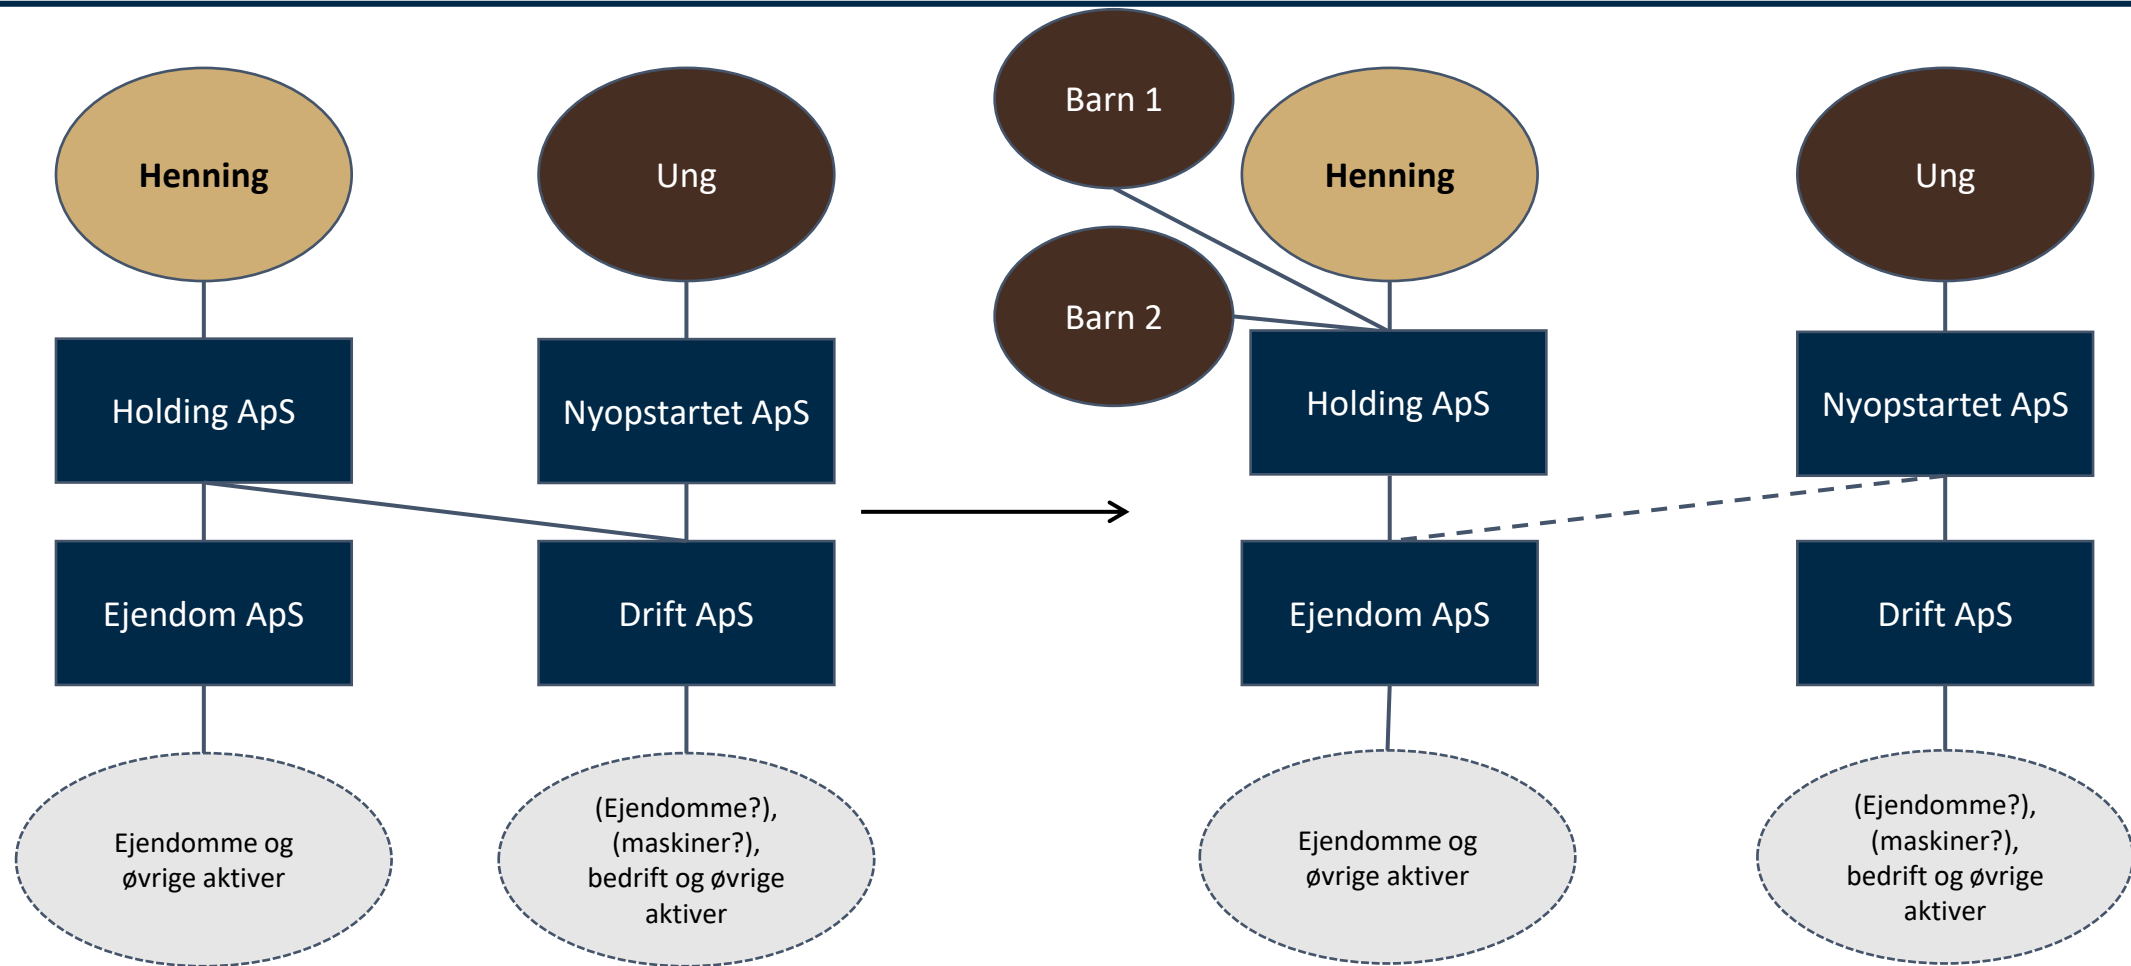 Henning
Ung
Holding ApS
Nyopstartet ApS
Ejendom ApS
Drift ApS
Ejendomme og
øvrige aktiver
(Ejendomme?),
(maskiner?),
bedrift og øvrige
aktiver
Barn 1
Barn 2
Henning
Ung
Holding ApS
Nyopstartet ApS
Ejendom ApS
Drift ApS
Ejendomme og
øvrige aktiver
(Ejendomme?),
(maskiner?),
bedrift og øvrige
aktiver